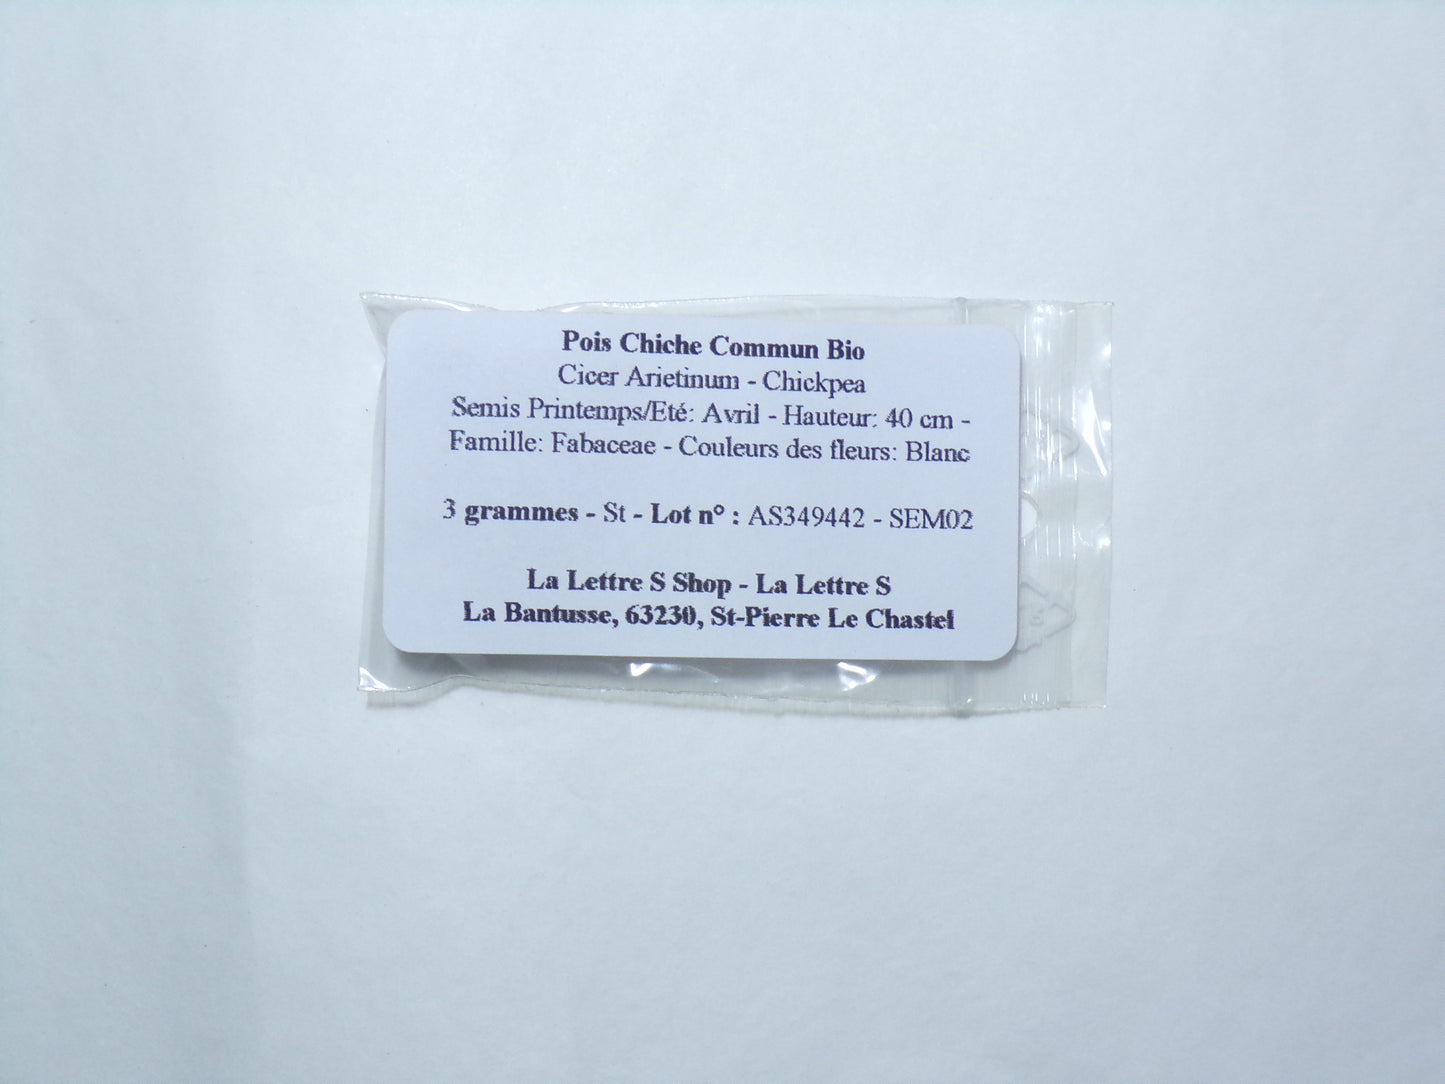 Pois Chiche Commun Bio
Cicer Arietinum - Chickpea
Semis Printemps/Eté: Avril - Hauteur: 40 cm -
Famille: Fabaceae - Couleurs des fleurs: Blanc
3 grammes - St - Lot n° : AS349442 - SEM02
La Lettre S Shop - La Lettre S
La Bantusse, 63230, St-Pierre Le Chastel